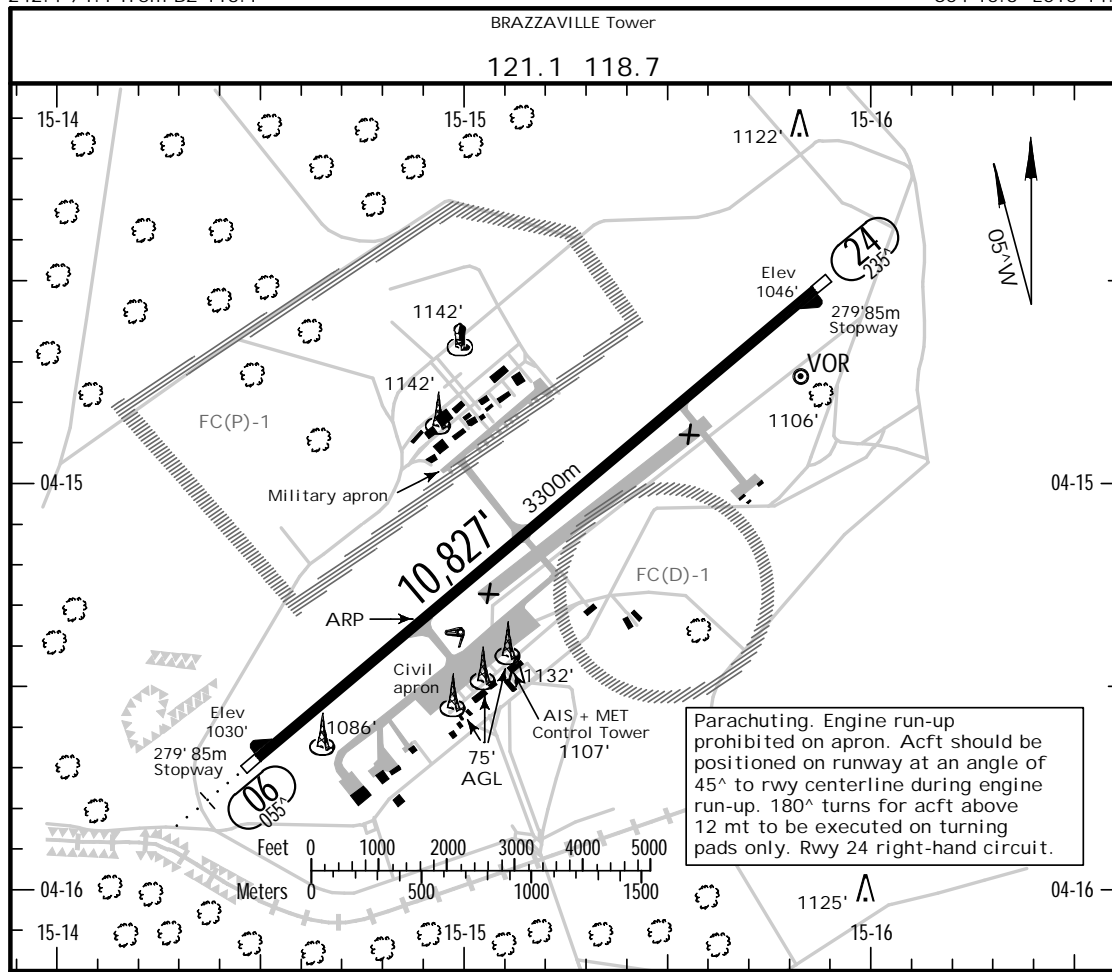 BRAZZAVILLE Tower
121.1 118.7
15-14
15-15
15-16
1122'
05^W
24
235^
Elev
1046'
279'85m
Stopway
VOR
1106'
1142'
1142'
FC(P)-1
04-15
04-15
Military apron
3300m
10,827'
FC(D)-1
ARP
Civil
apron
1132'
AIS + MET
Control Tower
1107'
75'
AGL
1086'
Elev
1030'
279' 85m
Stopway
06
055^
Parachuting. Engine run-up
prohibited on apron. Acft should be
positioned on runway at an angle of
45^ to rwy centerline during engine
run-up. 180^ turns for acft above
12 mt to be executed on turning
pads only. Rwy 24 right-hand circuit.
Feet 0 1000 2000 3000 4000 5000
Meters 0 500 1000 1500
04-16
04-16
1125'
15-14
15-15
15-16